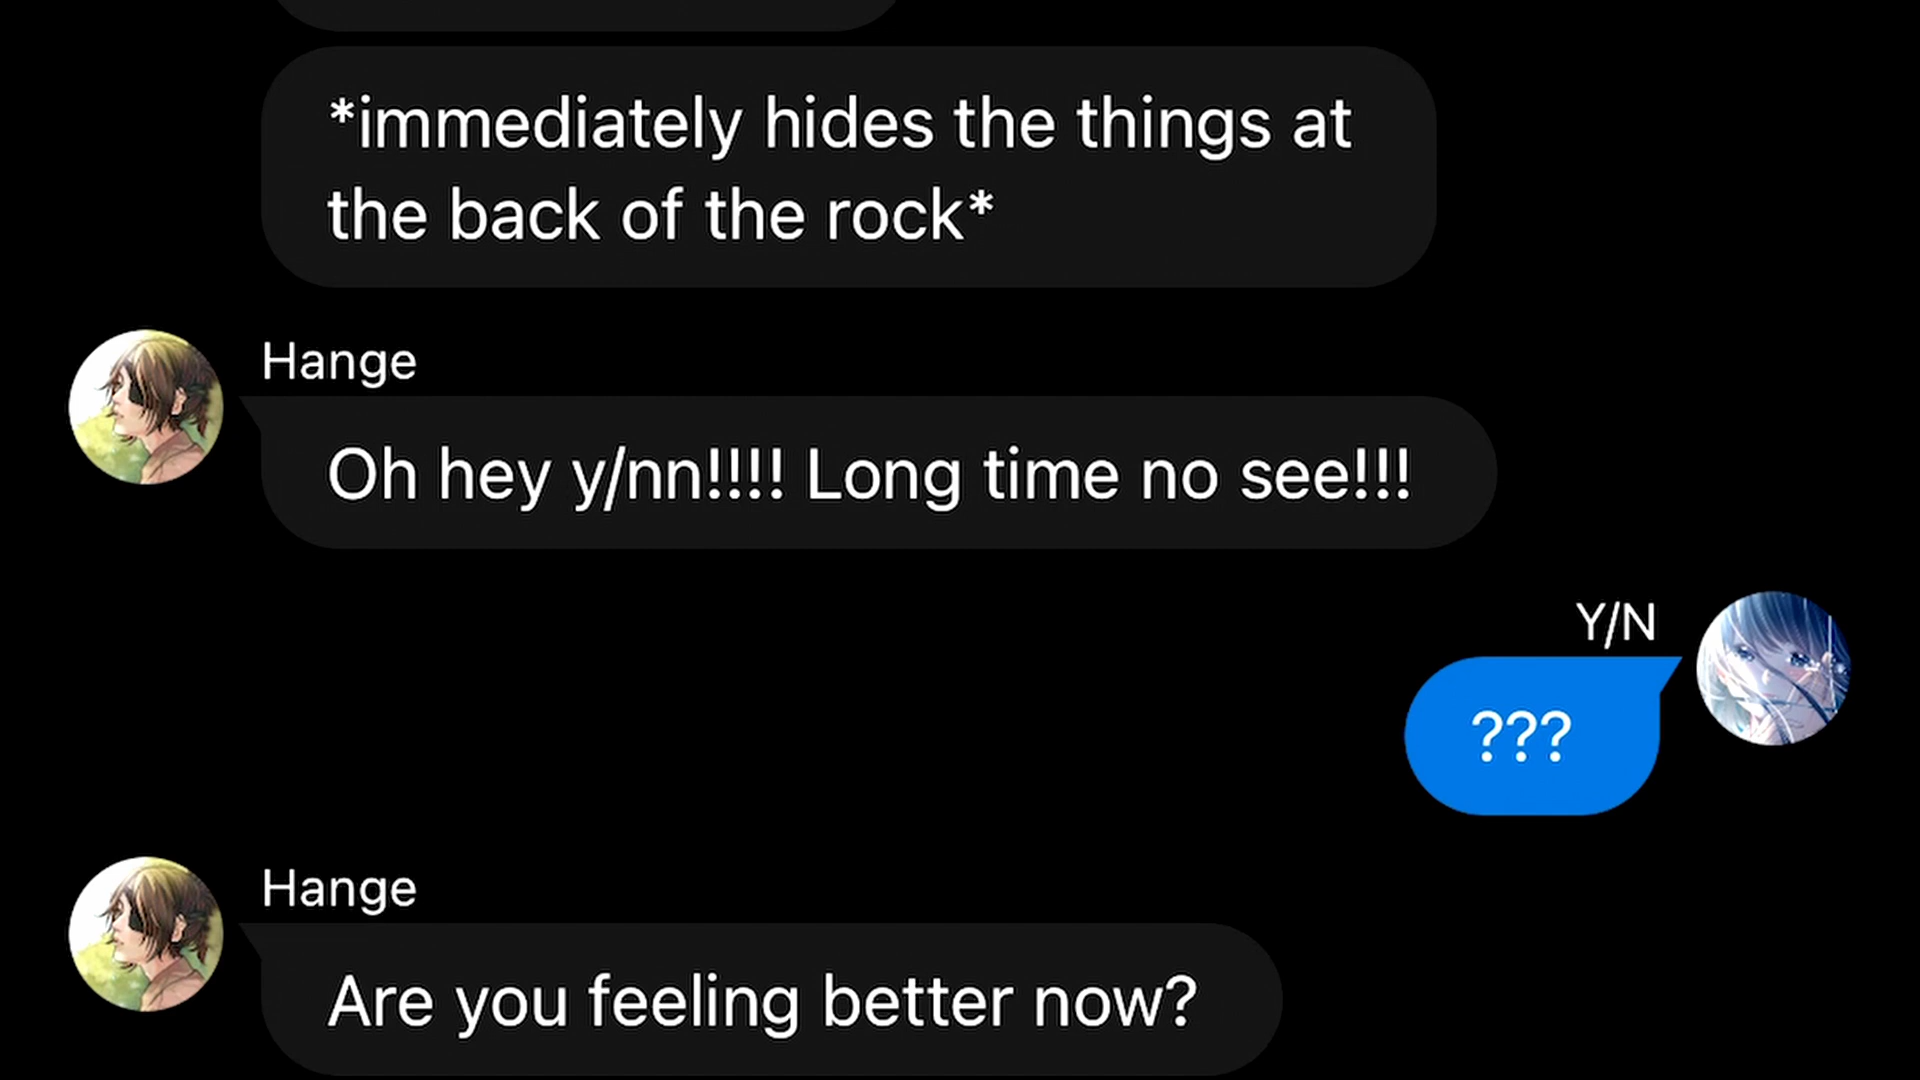 *immediately hides the things at
the back of the rock*
Hange
Oh hey y/nn!!!! Long time no see!!!
Y/N
???
Hange
Are you feeling better now?